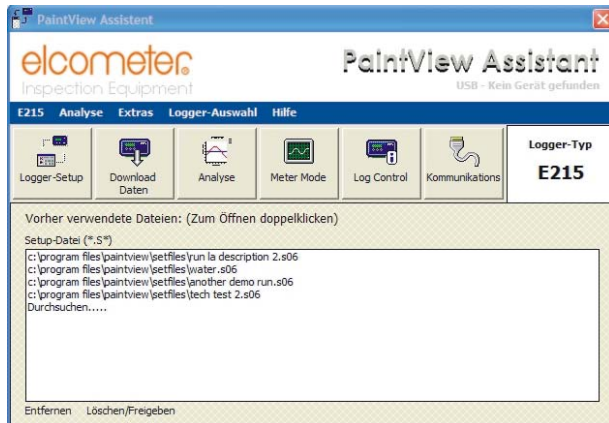 PaintView Assistent
elcometer
Inspection Equipment
PaintView Assistant
USB - Kein Gerät gefunden
E215 Analyse Extras Logger-Auswahl Hilfe
Logger-Setup
Download Daten
Analyse
Meter Mode
Log Control
Kommunikations
Logger-Typ
E215
Vorher verwendete Dateien: (Zum Öffnen doppelklicken)
Setup-Datei (*.S*)
c:\program files\paintview\setfiles\run la description 2.s06
c:\program files\paintview\setfiles\water.s06
c:\program files\paintview\setfiles\another demo run.s06
c:\program files\paintview\setfiles\tech test 2.s06
Durchsuchen.....
Entfernen Löschen/Freigeben